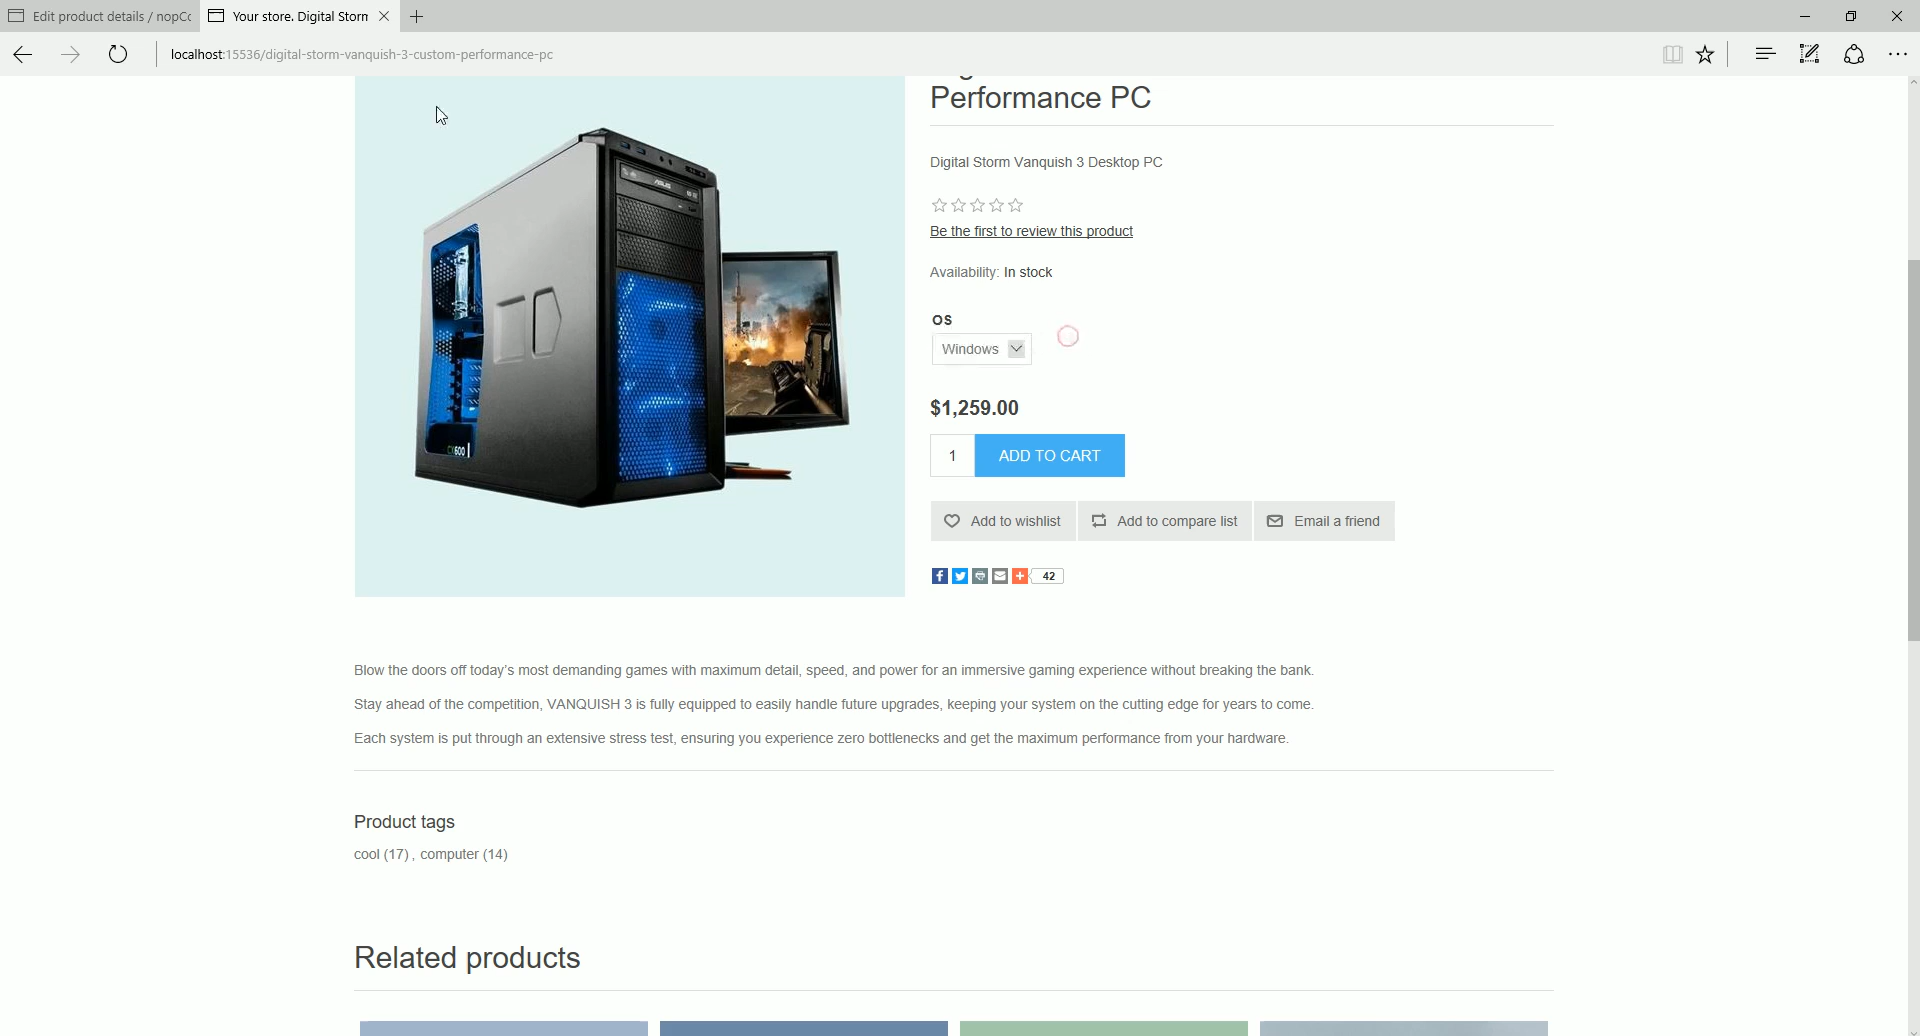 Edit product details / nopCo
Your store. Digital Storm
localhost:15536/digital-storm-vanquish-3-custom-performance-pc
Performance PC
Digital Storm Vanquish 3 Desktop PC
Be the first to review this product
Availability: In stock
OS
Windows
$1,259.00
1 ADD TO CART
Add to wishlist
Add to compare list
Email a friend
42
ASUS
CX600
Blow the doors off today's most demanding games with maximum detail, speed, and power for an immersive gaming experience without breaking the bank.
Stay ahead of the competition, VANQUISH 3 is fully equipped to easily handle future upgrades, keeping your system on the cutting edge for years to come.
Each system is put through an extensive stress test, ensuring you experience zero bottlenecks and get the maximum performance from your hardware.
Product tags
cool (17) , computer (14)
Related products